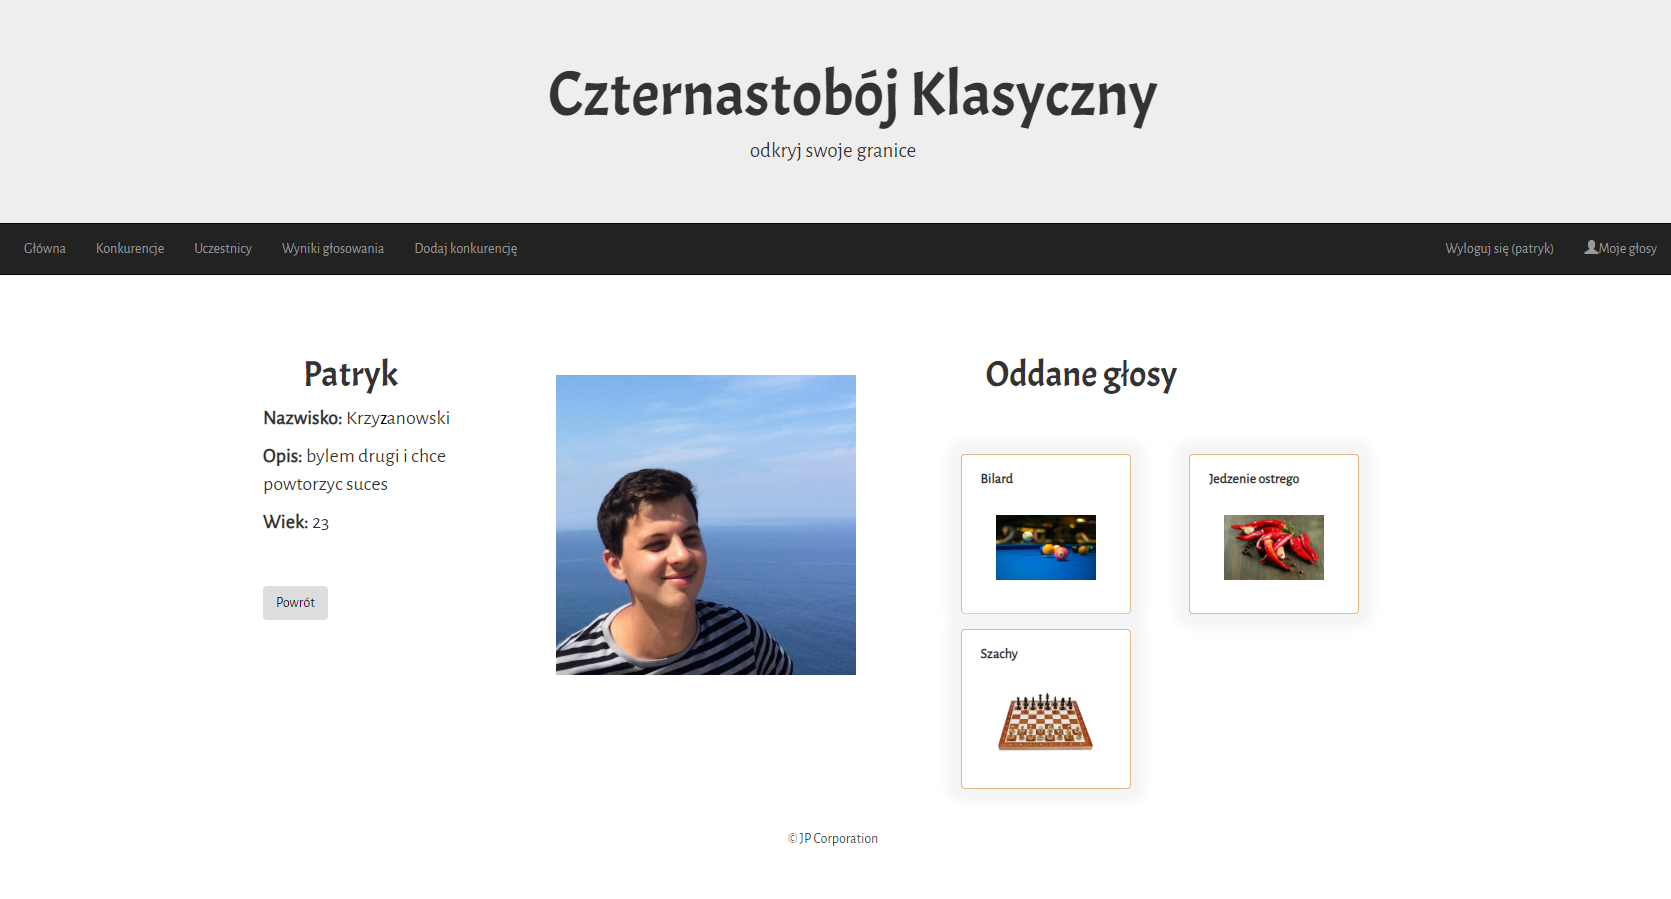 Czternastobój Klasyczny
odkryj swoje granice
Główna Konkurencje Uczestnicy Wyniki głosowania Dodaj konkurencję Wyloguj się (patryk) Moje głosy
Patryk
Nazwisko: Krzyzanowski
Opis: bylem drugi i chce
powtorzyc suces
Wiek: 23
Powrót
Oddane głosy
Bilard
Jedzenie ostrego
Szachy
© JP Corporation